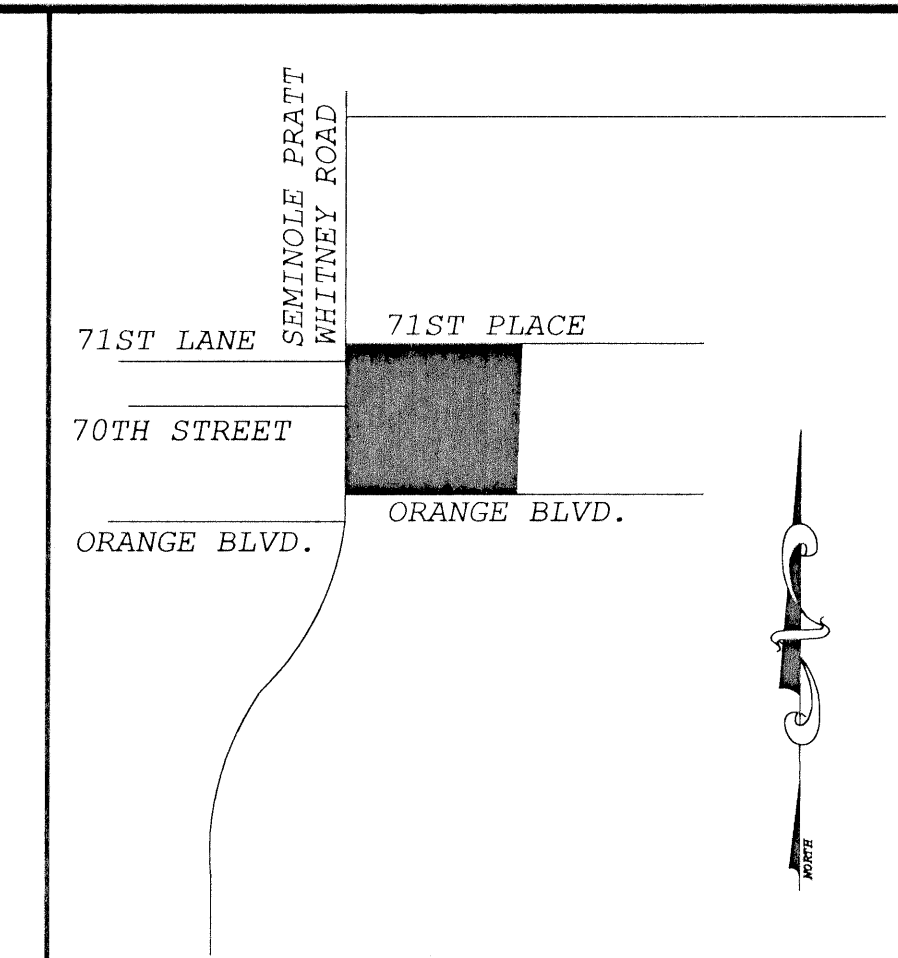 SEMINOLE PRATT
WHITNEY ROAD
71ST LANE
71ST PLACE
70TH STREET
ORANGE BLVD.
ORANGE BLVD.
NORTH